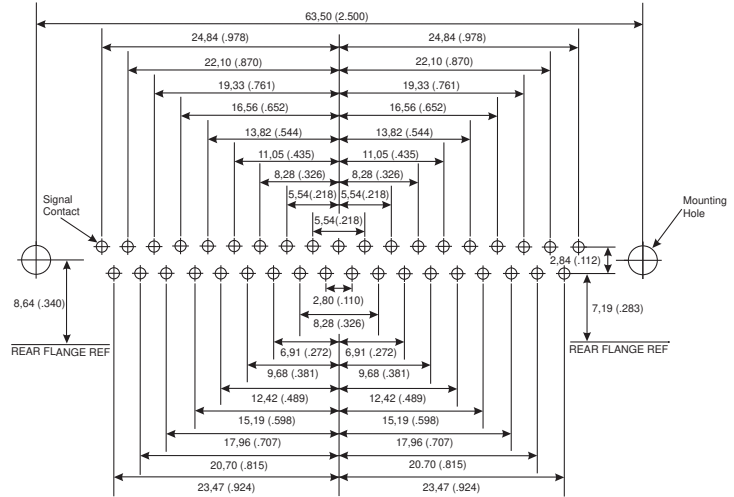 63,50 (2.500)
24,84 (.978) 24,84 (.978)
22,10 (.870) 22,10 (.870)
19,33 (.761) 19,33 (.761)
16,56 (.652) 16,56 (.652)
13,82 (.544) 13,82 (.544)
11,05 (.435) 11,05 (.435)
8,28 (.326) 8,28 (.326)
5,54(.218) 5,54(.218)
Signal
Contact
Mounting
Hole
5,54(.218)
2,84 (.112)
8,64 (.340)
2,80 (.110)
7,19 (.283)
8,28 (.326)
REAR FLANGE REF
6,91 (.272) 6,91 (.272)
REAR FLANGE REF
9,68 (.381) 9,68 (.381)
12,42 (.489) 12,42 (.489)
15,19 (.598) 15,19 (.598)
17,96 (.707) 17,96 (.707)
20,70 (.815) 20.70 (.815)
23,47 (.924) 23,47 (.924)